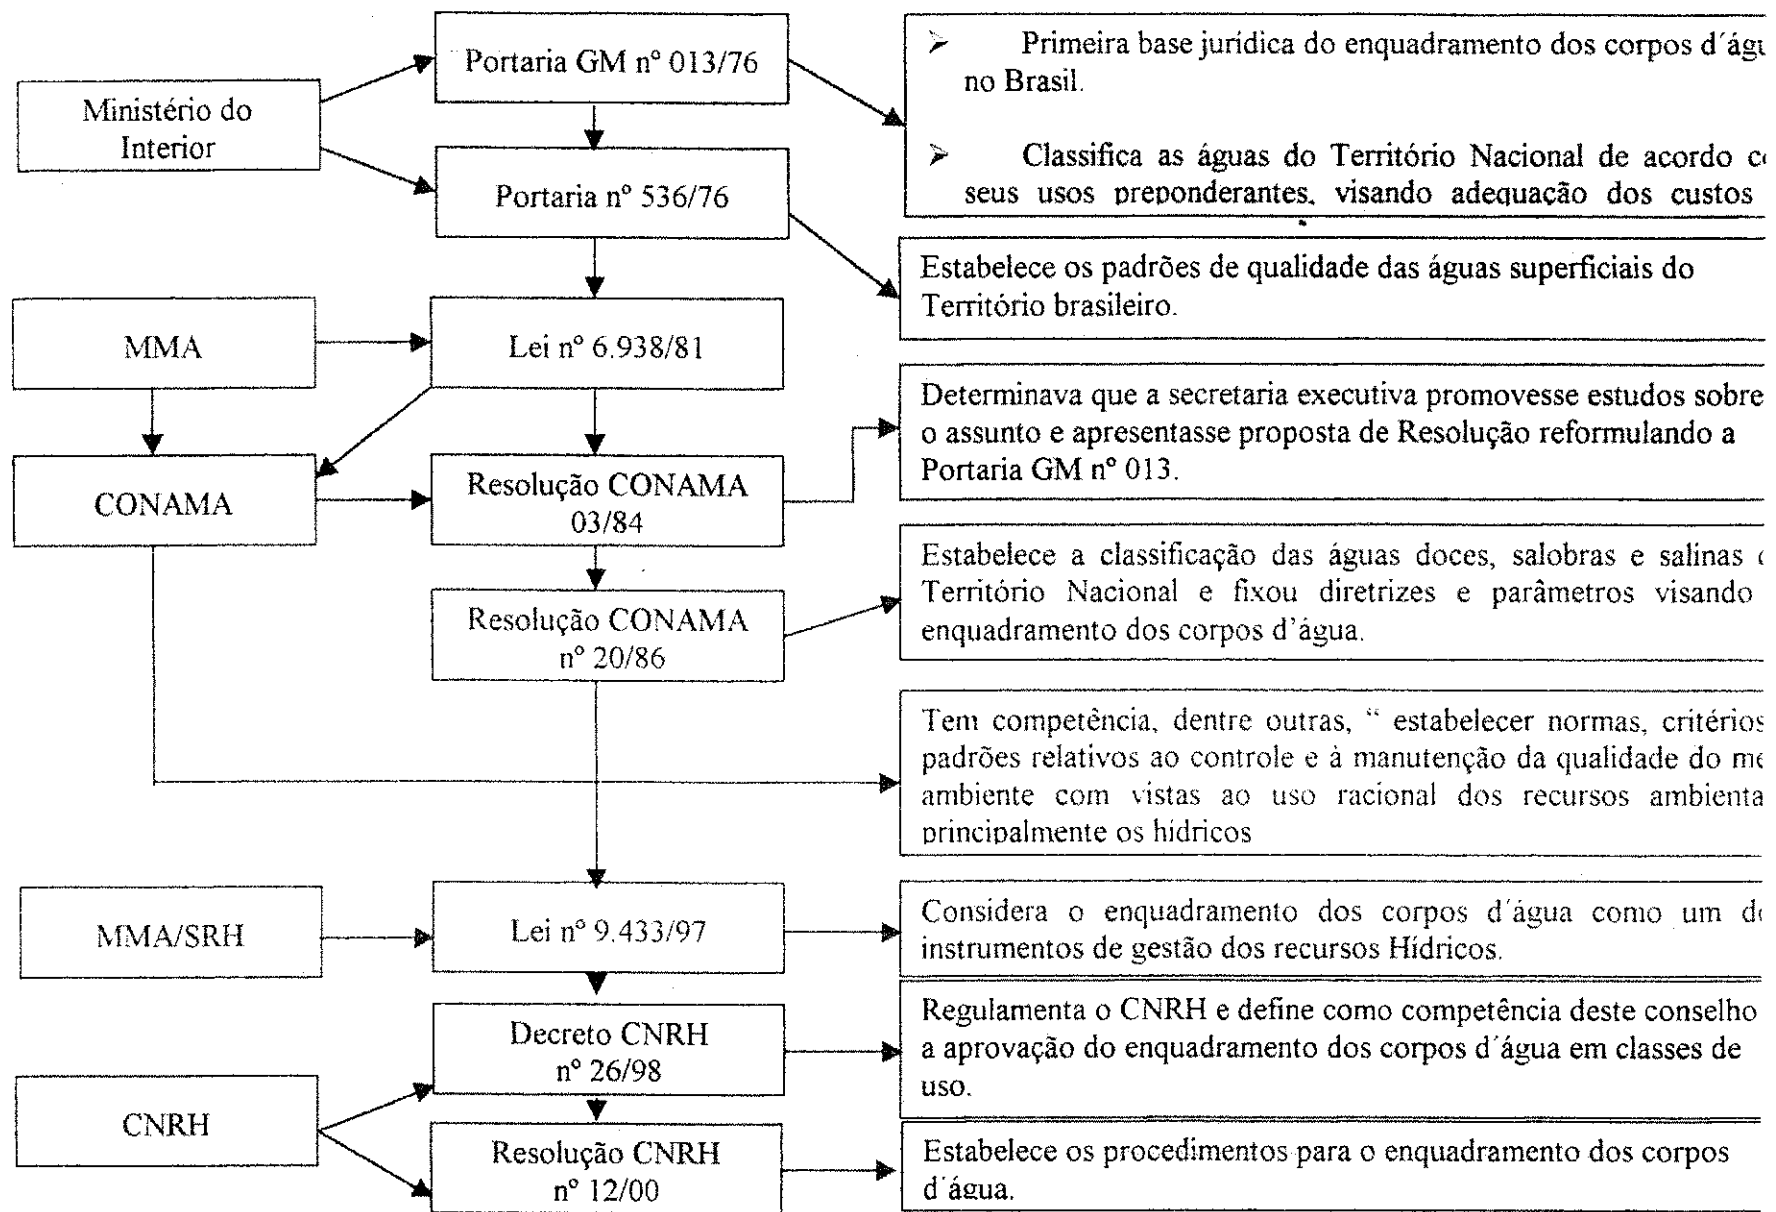 Portaria GM nº 013/76
➢ Primeira base jurídica do enquadramento dos corpos d´águ
no Brasil.
➢ Classifica as águas do Território Nacional de acordo co
seus usos preponderantes, visando adequação dos custos
Ministério do
Interior
Portaria nº 536/76
Estabelece os padrões de qualidade das águas superficiais do
Território brasileiro.
MMA
Lei nº 6.938/81
Determinava que a secretaria executiva promovesse estudos sobre
o assunto e apresentasse proposta de Resolução reformulando a
Portaria GM nº 013.
CONAMA
Resolução CONAMA
03/84
Estabelece a classificação das águas doces, salobras e salinas
Território Nacional e fixou diretrizes e parâmetros visando
enquadramento dos corpos d’água.
Resolução CONAMA
nº 20/86
Tem competência, dentre outras, “ estabelecer normas, critérios
padrões relativos ao controle e à manutenção da qualidade do me
ambiente com vistas ao uso racional dos recursos ambienta
principalmente os hídricos
MMA/SRH
Lei nº 9.433/97
Considera o enquadramento dos corpos d´água como um do
instrumentos de gestão dos recursos Hídricos.
Decreto CNRH
nº 26/98
Regulamenta o CNRH e define como competência deste conselho
a aprovação do enquadramento dos corpos d´água em classes de
uso.
CNRH
Resolução CNRH
nº 12/00
Estabelece os procedimentos para o enquadramento dos corpos
d´água.